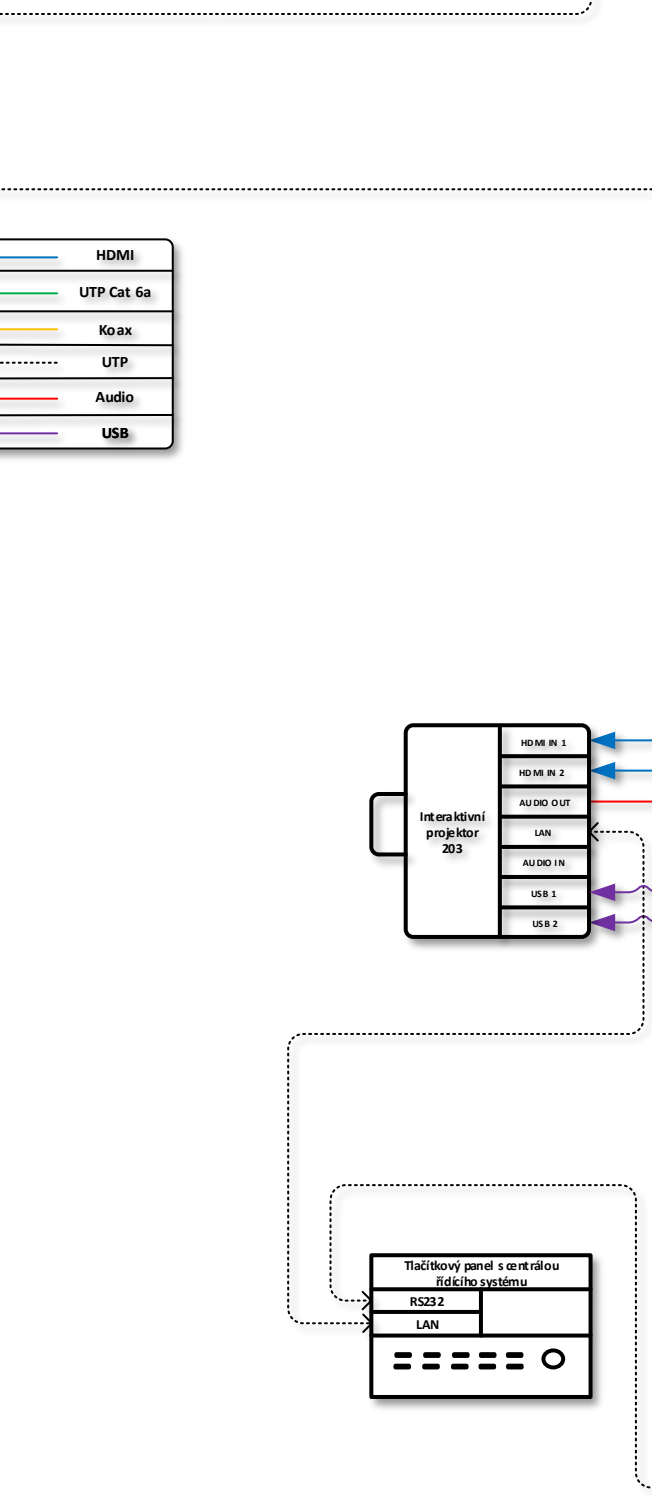 HDMI
UTP Cat 6a
Koax
UTP
Audio
USB
HDMI IN 1
HDMI IN 2
AUDIO OUT
LAN
AUDIO IN
USB 1
USB 2
Interaktivní
projektor
203
Tlačítkový panel s centrálou
řídícího systému
RS232
LAN